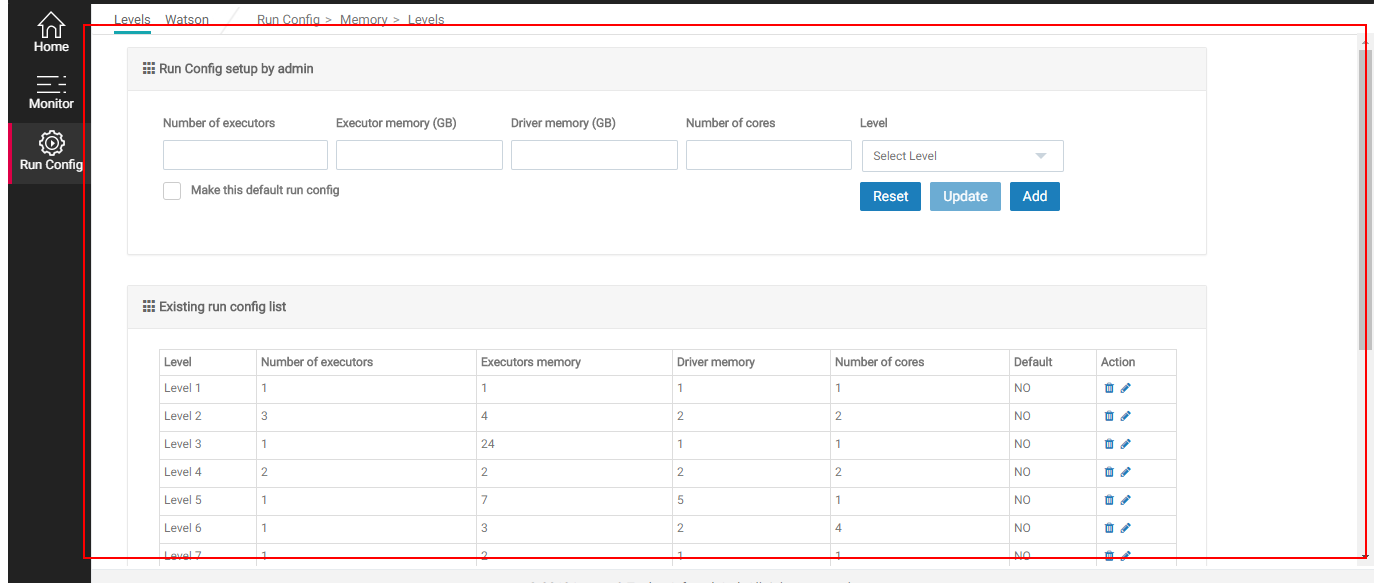 Levels Watson Run Config > Memory > Levels
Home
Monitor
Run Config
Run Config setup by admin
Number of executors Executor memory (GB) Driver memory (GB) Number of cores Level
Select Level
Make this default run config
Reset Update Add
Existing run config list
Level Number of executors Executors memory Driver memory Number of cores Default Action
Level 1 1 1 1 1 NO
Level 2 3 4 2 2 NO
Level 3 1 24 1 1 NO
Level 4 2 2 2 2 NO
Level 5 1 7 5 1 NO
Level 6 1 3 2 4 NO
Level 7 1 2 1 1 NO